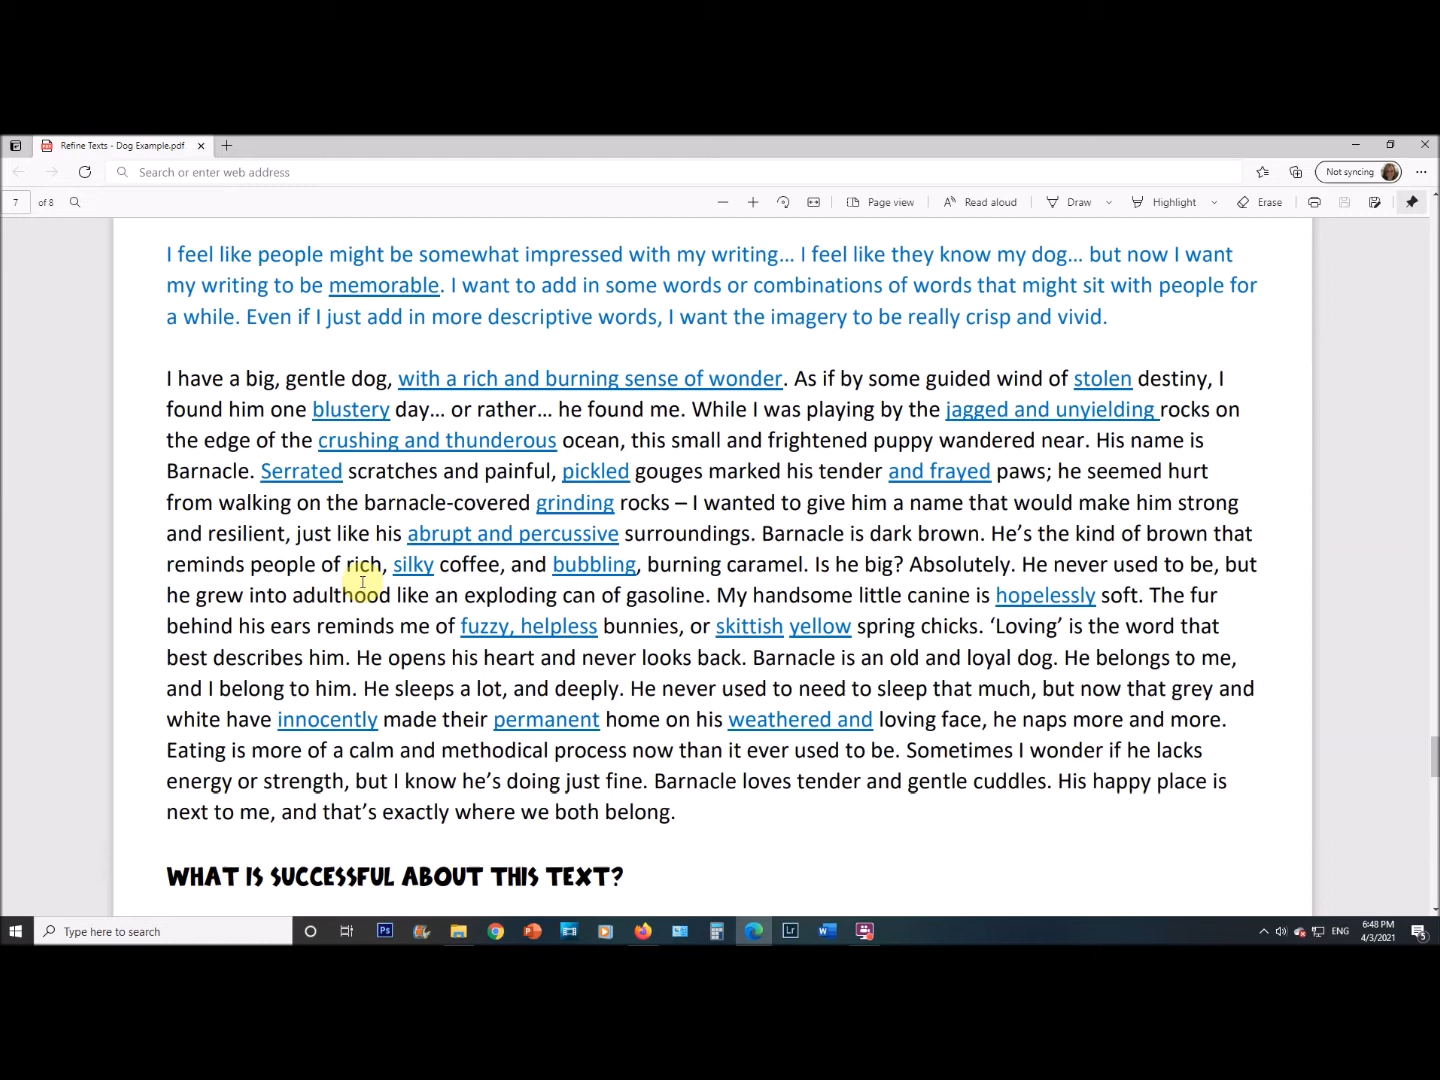 Refine Texts - Dog Example.pdf
Search or enter web address
Not syncing
7 of 8
Page view
Read aloud
Draw
Highlight
Erase
I feel like people might be somewhat impressed with my writing… I feel like they know my dog… but now I want
my writing to be memorable. I want to add in some words or combinations of words that might sit with people for
a while. Even if I just add in more descriptive words, I want the imagery to be really crisp and vivid.
I have a big, gentle dog, with a rich and burning sense of wonder. As if by some guided wind of stolen destiny, I
found him one blustery day… or rather… he found me. While I was playing by the jagged and unyielding rocks on
the edge of the crushing and thunderous ocean, this small and frightened puppy wandered near. His name is
Barnacle. Serrated scratches and painful, pickled gouges marked his tender and frayed paws; he seemed hurt
from walking on the barnacle-covered grinding rocks – I wanted to give him a name that would make him strong
and resilient, just like his abrupt and percussive surroundings. Barnacle is dark brown. He’s the kind of brown that
reminds people of rich, silky coffee, and bubbling, burning caramel. Is he big? Absolutely. He never used to be, but
he grew into adulthood like an exploding can of gasoline. My handsome little canine is hopelessly soft. The fur
behind his ears reminds me of fuzzy, helpless bunnies, or skittish yellow spring chicks. ‘Loving’ is the word that
best describes him. He opens his heart and never looks back. Barnacle is an old and loyal dog. He belongs to me,
and I belong to him. He sleeps a lot, and deeply. He never used to need to sleep that much, but now that grey and
white have innocently made their permanent home on his weathered and loving face, he naps more and more.
Eating is more of a calm and methodical process now than it ever used to be. Sometimes I wonder if he lacks
energy or strength, but I know he’s doing just fine. Barnacle loves tender and gentle cuddles. His happy place is
next to me, and that’s exactly where we both belong.
WHAT IS SUCCESSFUL ABOUT THIS TEXT?
Type here to search
Ps
Lr
ENG
6:48 PM
4/3/2021
5